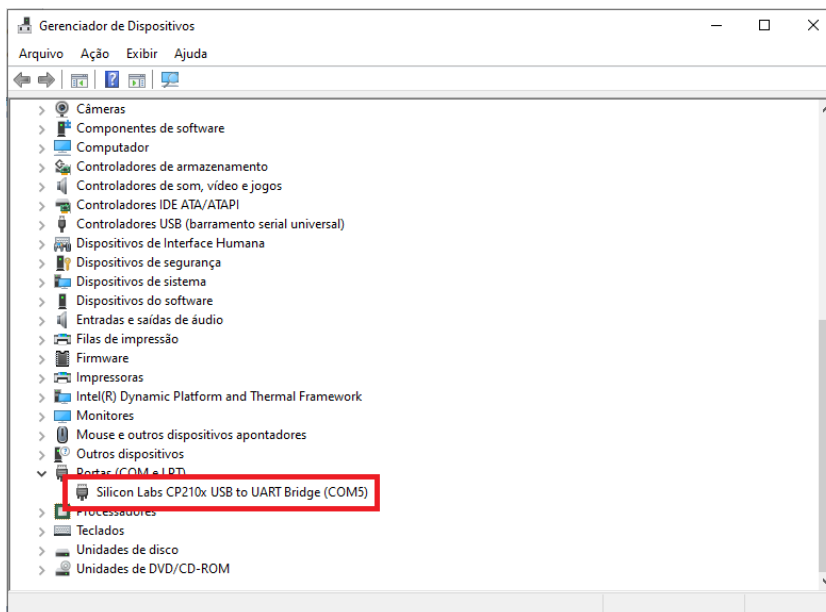 Gerenciador de Dispositivos
Arquivo Ação Exibir Ajuda
Câmeras
Componentes de software
Computador
Controladores de armazenamento
Controladores de som, vídeo e jogos
Controladores IDE ATA/ATAPI
Controladores USB (barramento serial universal)
Dispositivos de Interface Humana
Dispositivos de segurança
Dispositivos de sistema
Dispositivos do software
Entradas e saídas de áudio
Filas de impressão
Firmware
Impressoras
Intel(R) Dynamic Platform and Thermal Framework
Monitores
Mouse e outros dispositivos apontadores
Outros dispositivos
Portas (COM e LPT)
Silicon Labs CP210x USB to UART Bridge (COM5)
Processadores
Teclados
Unidades de disco
Unidades de DVD/CD-ROM